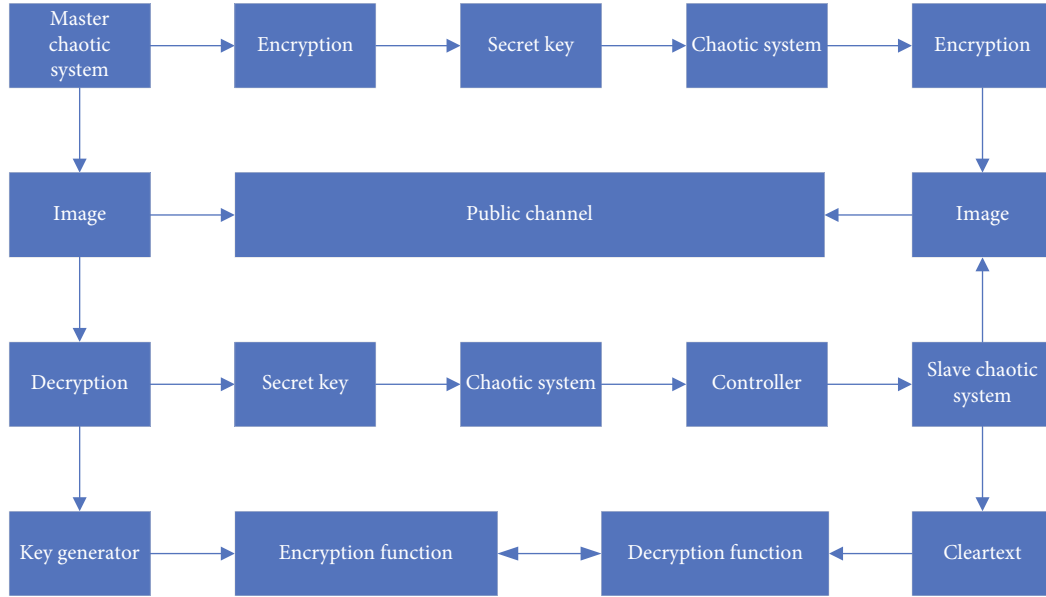 Master
chaotic
system
Encryption
Secret key
Chaotic system
Encryption
Image
Public channel
Image
Decryption
Secret key
Chaotic system
Controller
Slave chaotic
system
Key generator
Encryption function
Decryption function
Cleartext